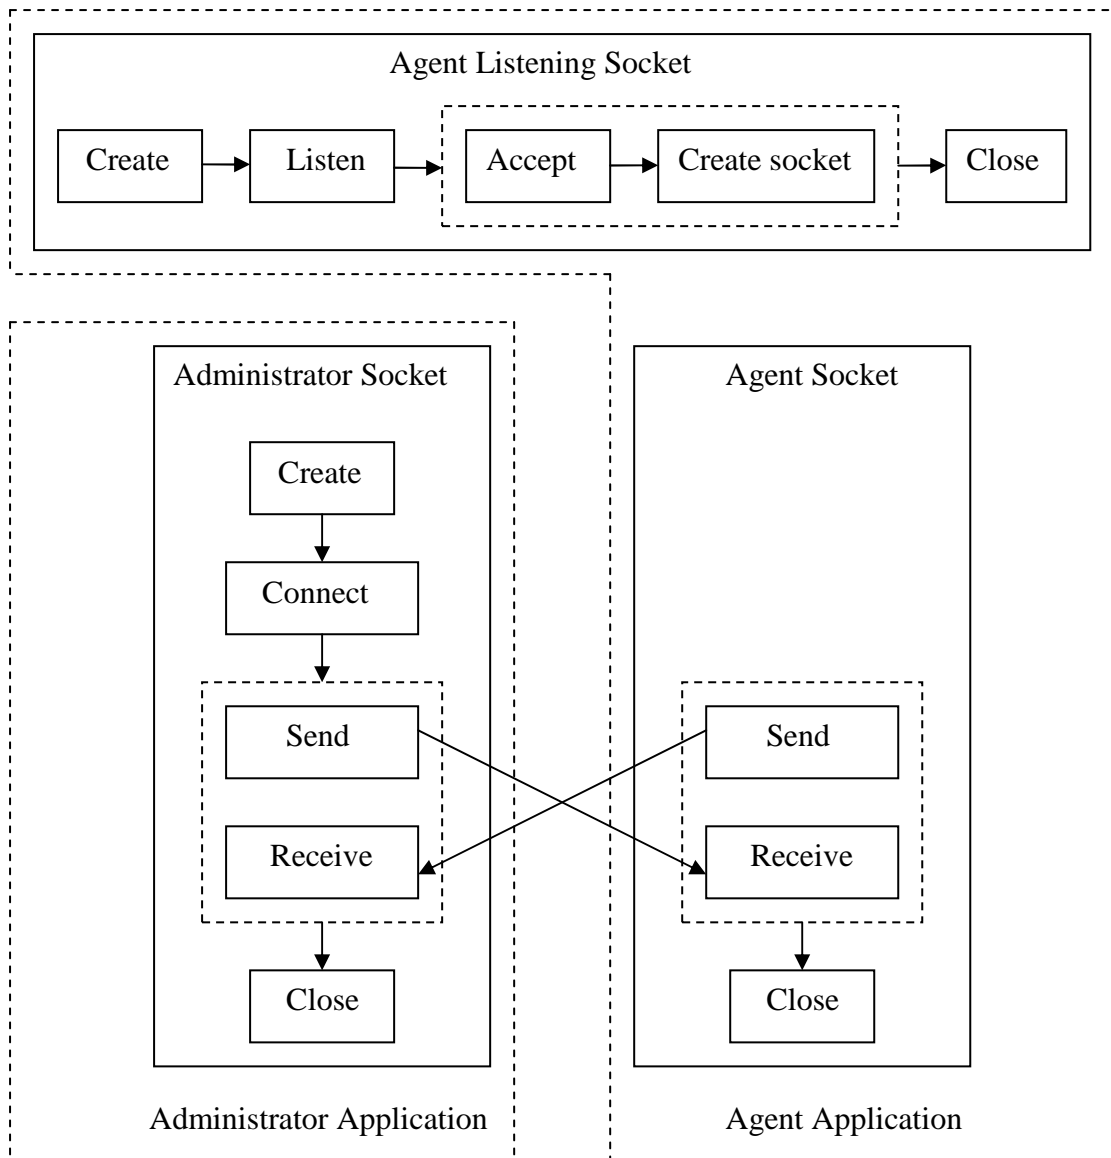 Agent Listening Socket
Create
Listen
Accept
Create socket
Close
Administrator Socket
Create
Connect
Send
Receive
Close
Administrator Application
Agent Socket
Send
Receive
Close
Agent Application